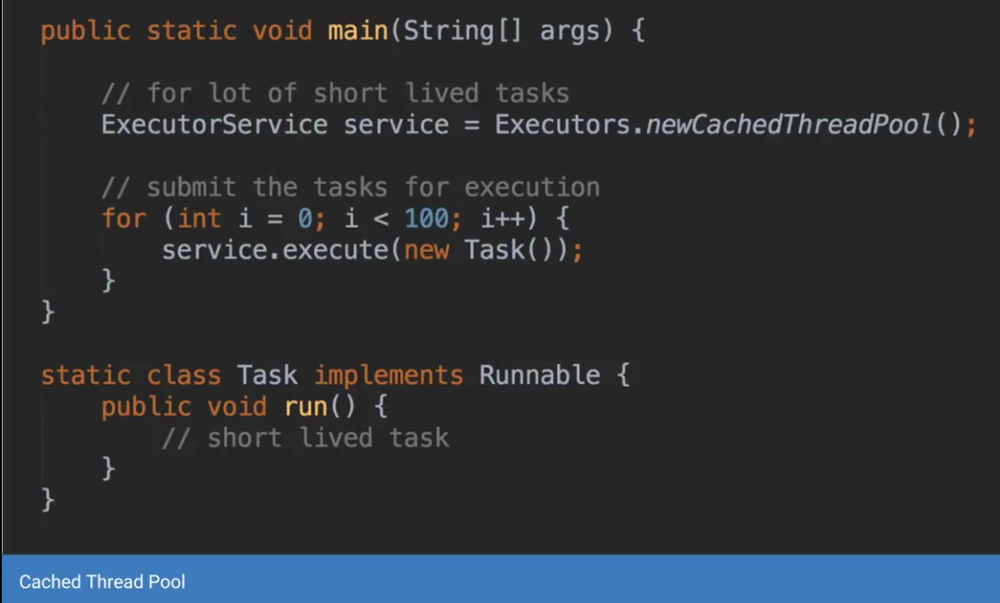 public static void main(String[] args) {
// for lot of short lived tasks
ExecutorService service = Executors.newCachedThreadPool();
// submit the tasks for execution
for (int i = 0; i < 100; i++) {
service.execute(new Task());
}
}
static class Task implements Runnable {
public void run() {
// short lived task
}
}
Cached Thread Pool